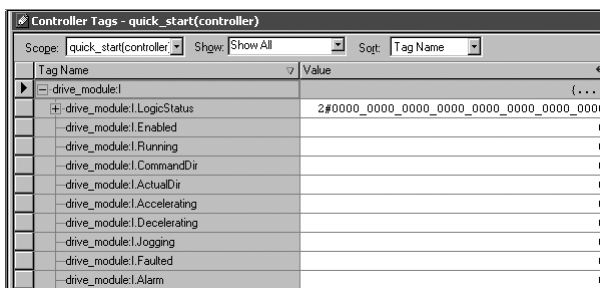 Controller Tags - quick_start(controller)
Scope: quick_start(controller Show: Show All Sort: Tag Name
Tag Name Value
drive_module:I {...
drive_module:I.LogicStatus 2#0000_0000_0000_0000_0000_0000_0000_000
drive_module:I.Enabled
drive_module:I.Running
drive_module:I.CommandDir
drive_module:I.ActualDir
drive_module:I.Accelerating
drive_module:I.Decelerating
drive_module:I.Jogging
drive_module:I.Faulted
drive_module:I.Alarm